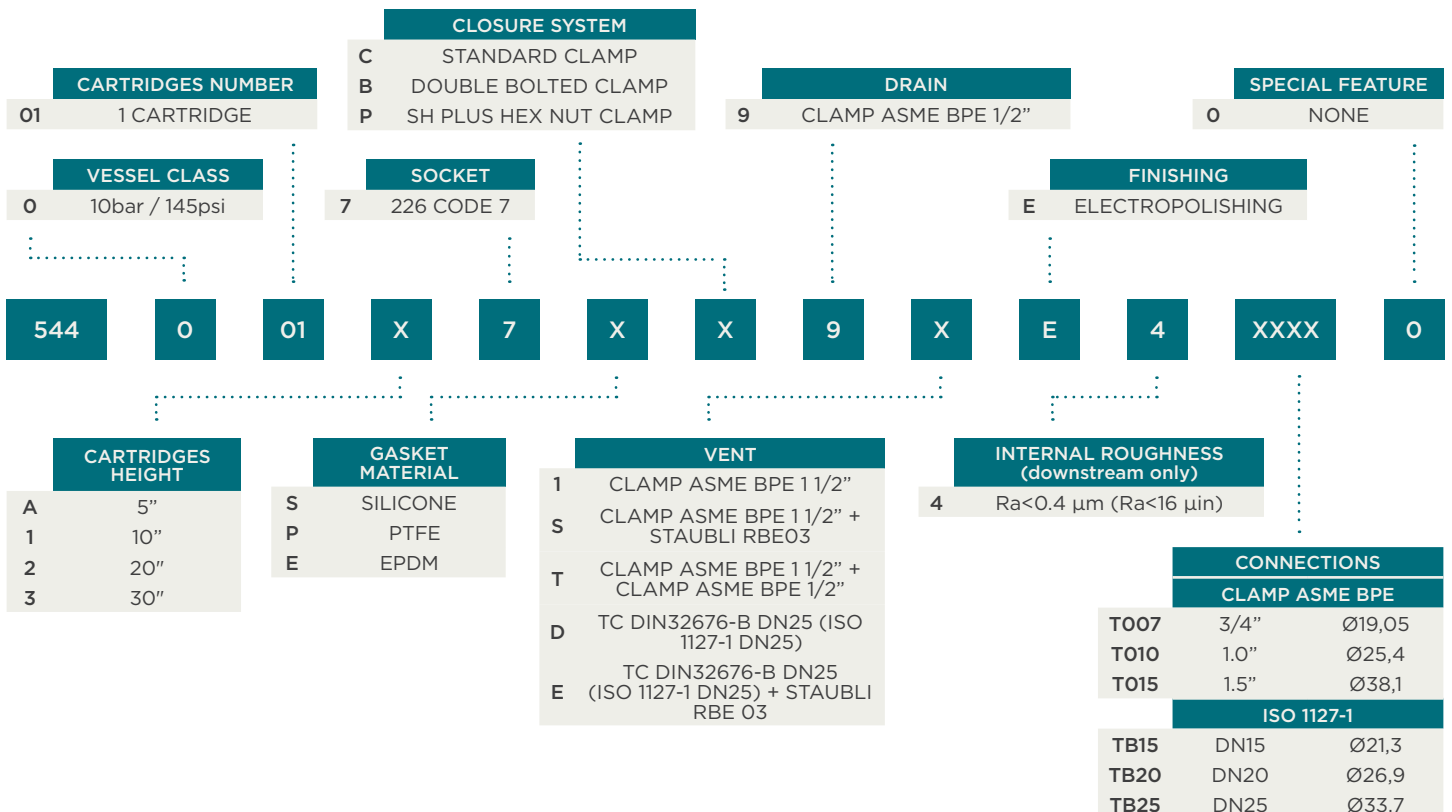 CLOSURE SYSTEM
C STANDARD CLAMP
B DOUBLE BOLTED CLAMP
P SH PLUS HEX NUT CLAMP
CARTRIDGES NUMBER
01 1 CARTRIDGE
DRAIN
9 CLAMP ASME BPE 1/2”
SPECIAL FEATURE
0 NONE
VESSEL CLASS
0 10bar / 145psi
SOCKET
7 226 CODE 7
FINISHING
E ELECTROPOLISHING
544 0 01 X 7 X X 9 X E 4 XXXX 0
CARTRIDGES
HEIGHT
A 5”
1 10”
2 20"
3 30"
GASKET
MATERIAL
S SILICONE
P PTFE
E EPDM
VENT
1 CLAMP ASME BPE 1 1/2”
S CLAMP ASME BPE 1 1/2” +
STAUBLI RBE03
T CLAMP ASME BPE 1 1/2” +
CLAMP ASME BPE 1/2”
D TC DIN32676-B DN25 (ISO
1127-1 DN25)
E TC DIN32676-B DN25
(ISO 1127-1 DN25) + STAUBLI
RBE 03
INTERNAL ROUGHNESS
(downstream only)
4 Ra<0.4 µm (Ra<16 µin)
CONNECTIONS
CLAMP ASME BPE
T007 3/4” Ø19,05
T010 1.0” Ø25,4
T015 1.5” Ø38,1
ISO 1127-1
TB15 DN15 Ø21,3
TB20 DN20 Ø26,9
TB25 DN25 Ø33,7